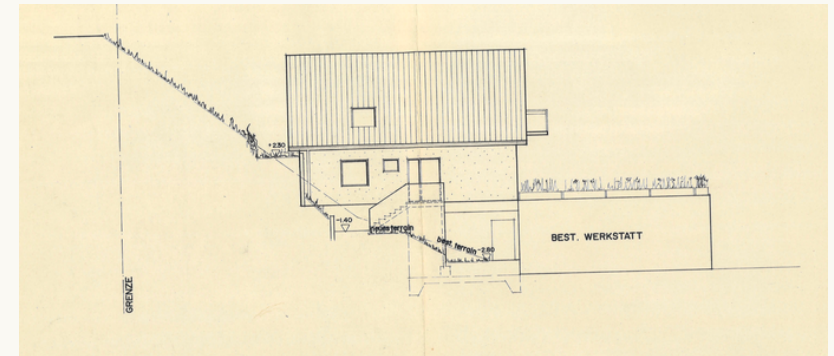 +2.30
-1.40
neues terrain
best. terrain
-2.80
BEST. WERKSTATT
GRENZE